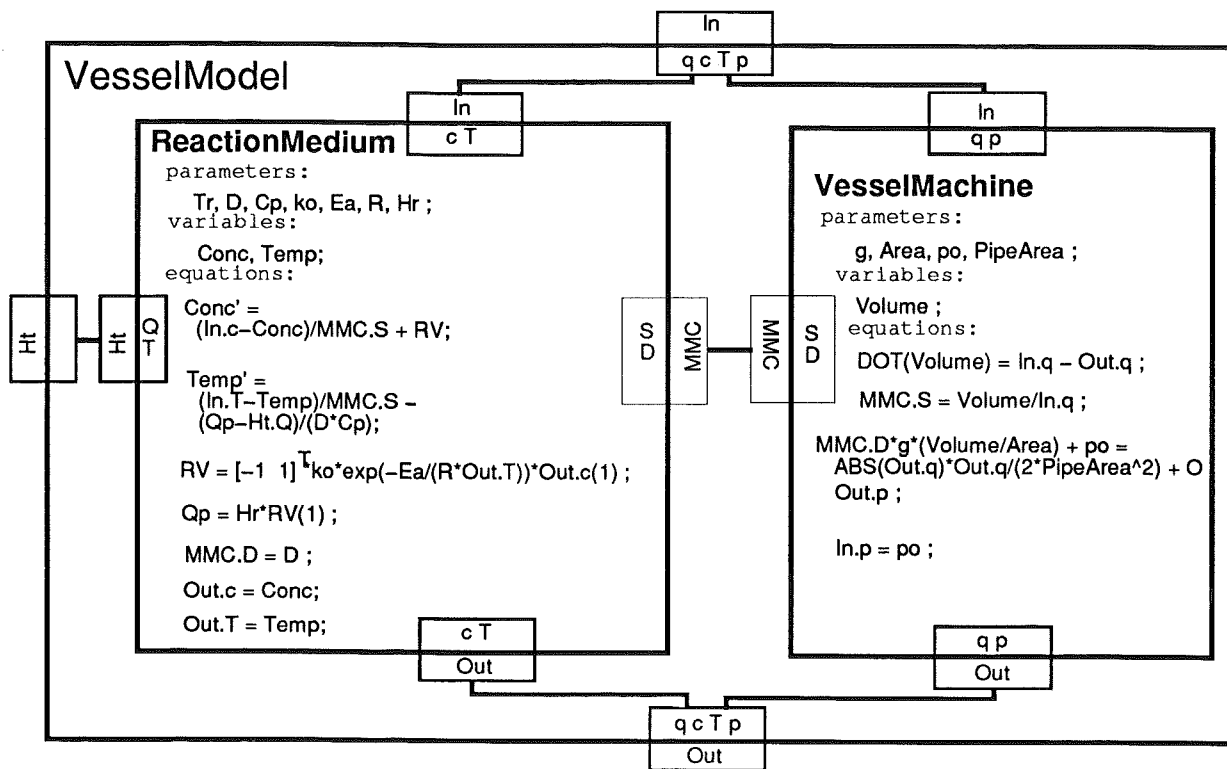 In
q c T p
VesselModel
In
c T
ReactionMedium
parameters:
Tr, D, Cp, ko, Ea, R, Hr ;
variables:
Conc, Temp;
equations:
Conc' =
(In.c−Conc)/MMC.S + RV;
Temp' =
(In.T−Temp)/MMC.S −
(Qp−Ht.Q)/(D*Cp);
RV = [−1 1]ᵀ*ko*exp(−Ea/(R*Out.T))*Out.c(1) ;
Qp = Hr*RV(1) ;
MMC.D = D ;
Out.c = Conc;
Out.T = Temp;
c T
Out
Ht
Ht
Q T
S D
MMC
MMC
S D
In
q p
VesselMachine
parameters:
g, Area, po, PipeArea ;
variables:
Volume ;
equations:
DOT(Volume) = In.q − Out.q ;
MMC.S = Volume/In.q ;
MMC.D*g*(Volume/Area) + po =
ABS(Out.q)*Out.q/(2*PipeArea^2) + O
Out.p ;
In.p = po ;
q p
Out
q c T p
Out